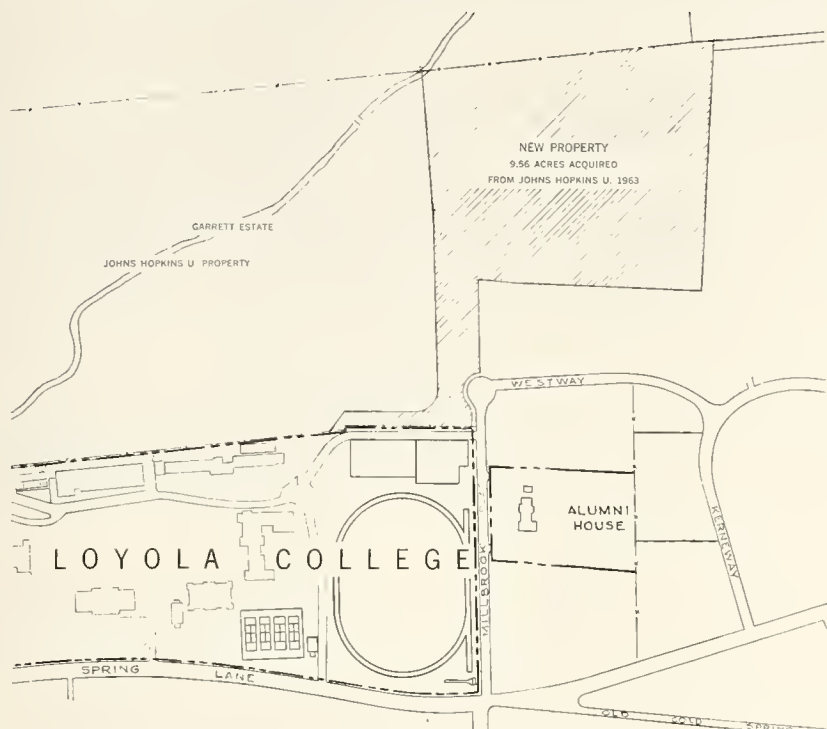 NEW PROPERTY
9.56 ACRES ACQUIRED
FROM JOHNS HOPKINS U. 1963
GARRETT ESTATE
JOHNS HOPKINS U PROPERTY
WESTWAY
ALUMNI
HOUSE
KERNEWAY
LOYOLA COLLEGE
MILLBROOK
SPRING LANE
OLD COLD SPRING